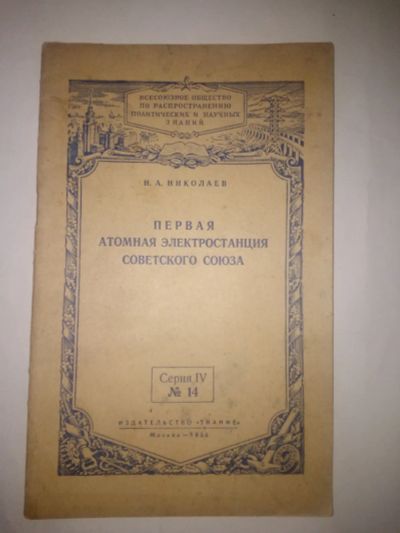 ВСЕСОЮЗНОЕ ОБЩЕСТВО
ПО РАСПРОСТРАНЕНИЮ
ПОЛИТИЧЕСКИХ И НАУЧНЫХ
ЗНАНИЙ
Н. А. НИКОЛАЕВ
ПЕРВАЯ
АТОМНАЯ ЭЛЕКТРОСТАНЦИЯ
СОВЕТСКОГО СОЮЗА
Серия IV
№ 14
ИЗДАТЕЛЬСТВО «ЗНАНИЕ»
Москва —